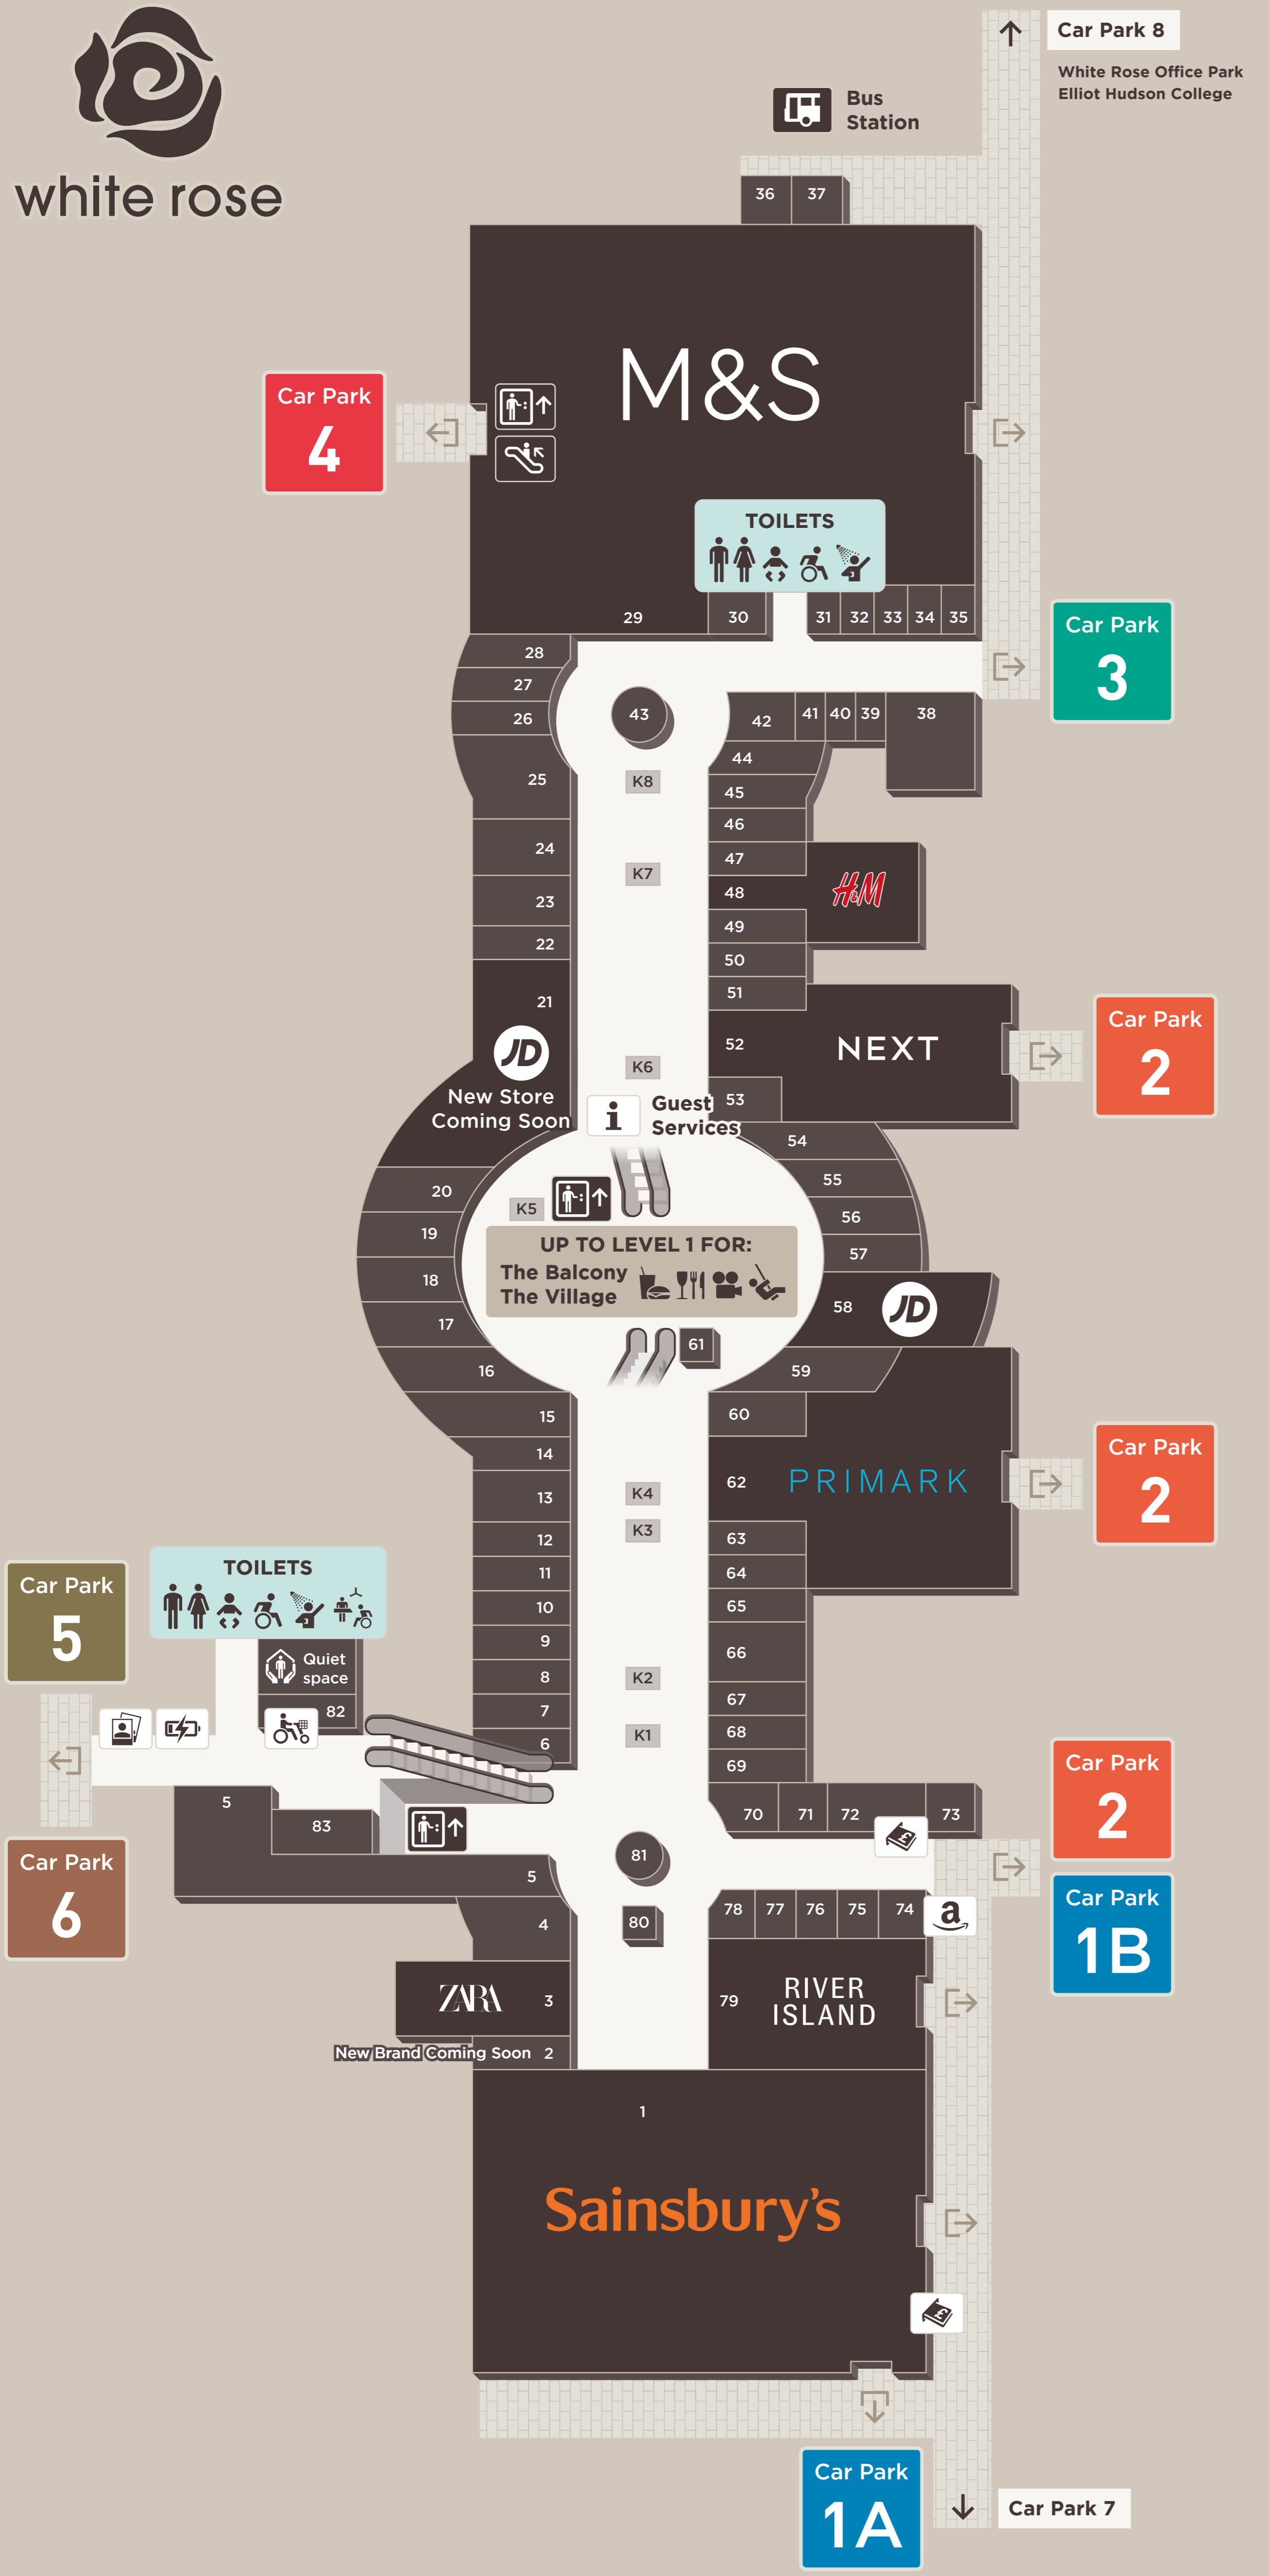 Car Park 8
White Rose Office Park
Elliot Hudson College
Bus
Station
white rose
36
37
M&S
Car Park
4
TOILETS
29
30
31
32
33
34
35
Car Park
3
28
27
26
25
24
23
22
21
43
K8
K7
K6
42
41
40
39
38
44
45
46
47
48
H&M
49
50
51
52
NEXT
53
Car Park
2
JD
New Store
Coming Soon
i
Guest
Services
54
55
56
57
58
JD
59
20
19
18
17
16
K5
UP TO LEVEL 1 FOR:
The Balcony
The Village
61
15
14
13
12
11
10
9
8
7
6
60
62
PRIMARK
Car Park
2
K4
K3
K2
K1
63
64
65
66
67
68
69
Car Park
5
TOILETS
Quiet
space
82
5
83
Car Park
6
5
81
80
70
71
72
£
73
Car Park
2
Car Park
1B
78
77
76
75
74
a
4
ZARA
3
New Brand Coming Soon
2
79
RIVER
ISLAND
1
Sainsbury's
£
Car Park
1A
Car Park 7